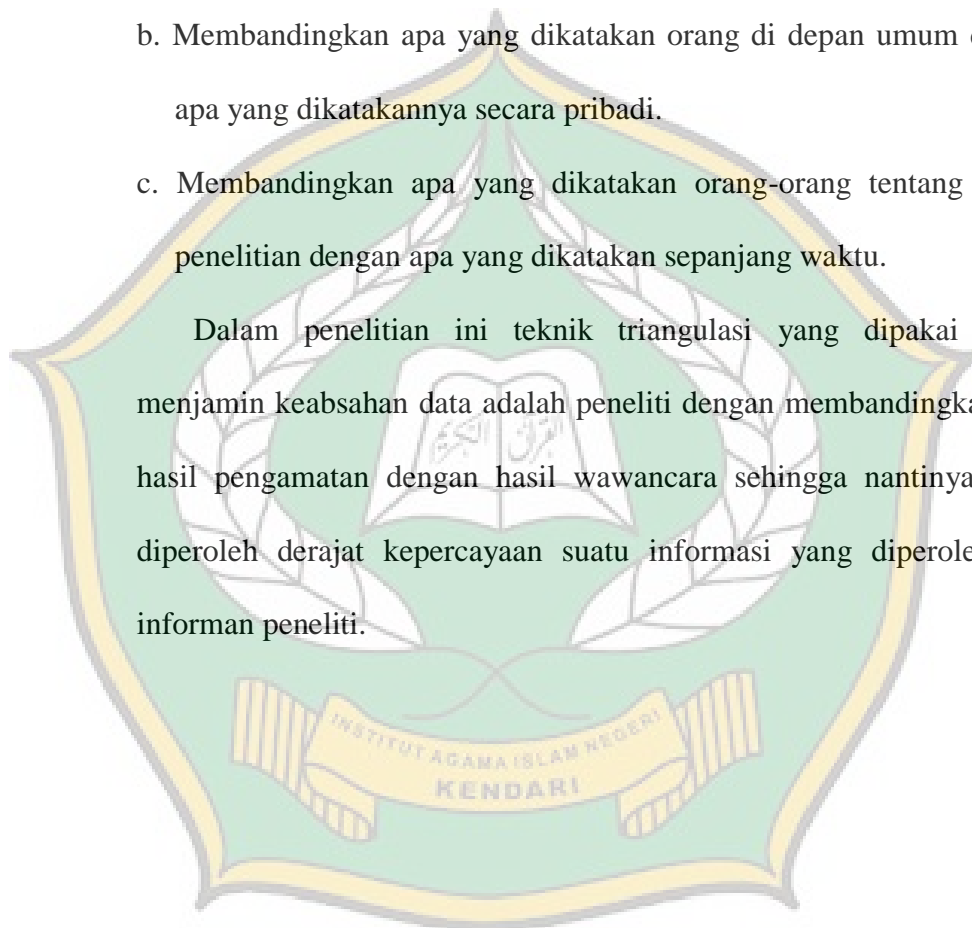 b. Membandingkan apa yang dikatakan orang di depan umum
apa yang dikatakannya secara pribadi.
c. Membandingkan apa yang dikatakan orang-orang tentang
penelitian dengan apa yang dikatakan sepanjang waktu.
Dalam penelitian ini teknik triangulasi yang dipakai
menjamin keabsahan data adalah peneliti dengan
hasil pengamatan dengan hasil wawancara sehingga nantinya
القرآن الكريم
diperoleh derajat kepercayaan suatu informasi yang
informan peneliti.
INSTITUT AGAMA ISLAM NEGERI
KENDARI